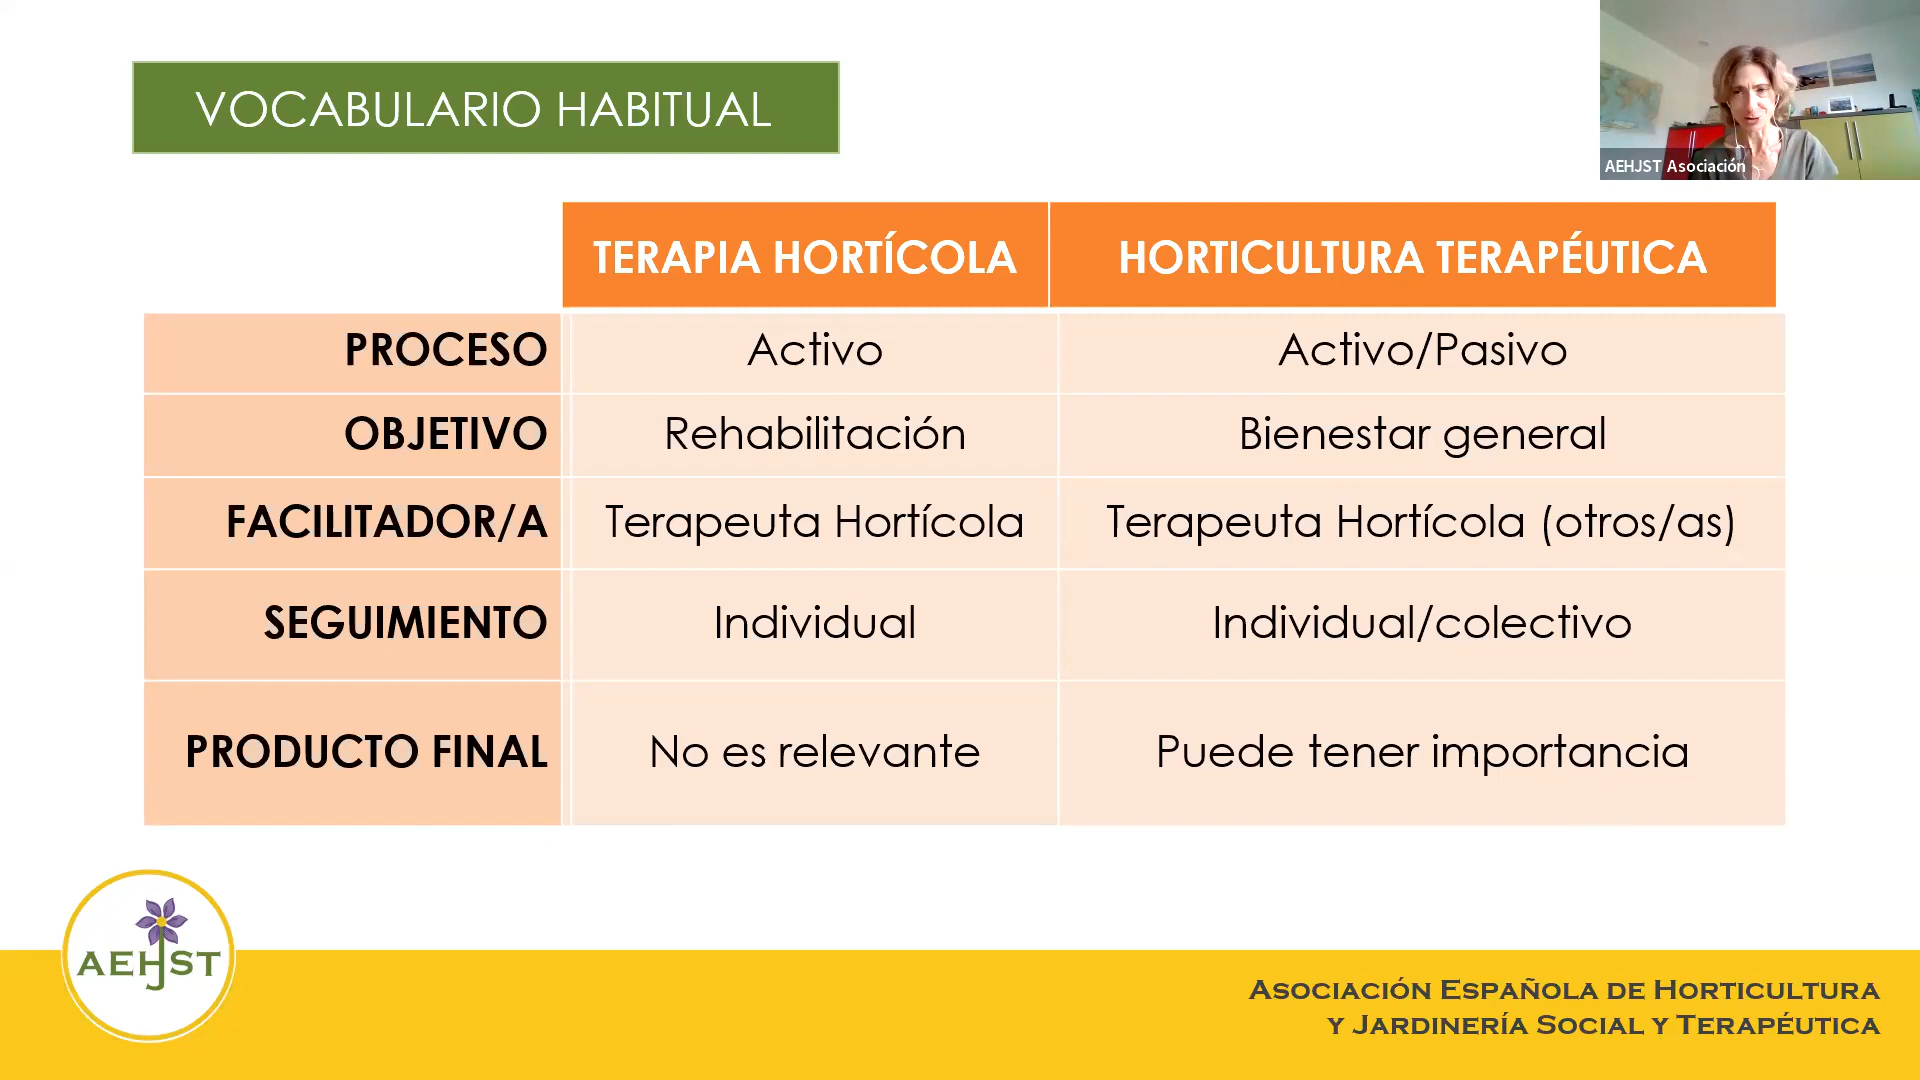 VOCABULARIO HABITUAL
AEHJST Asociación
TERAPIA HORTÍCOLA HORTICULTURA TERAPÉUTICA
PROCESO Activo Activo/Pasivo
OBJETIVO Rehabilitación Bienestar general
FACILITADOR/A Terapeuta Hortícola Terapeuta Hortícola (otros/as)
SEGUIMIENTO Individual Individual/colectivo
PRODUCTO FINAL No es relevante Puede tener importancia
AEHJST
ASOCIACIÓN ESPAÑOLA DE HORTICULTURA
Y JARDINERÍA SOCIAL Y TERAPÉUTICA